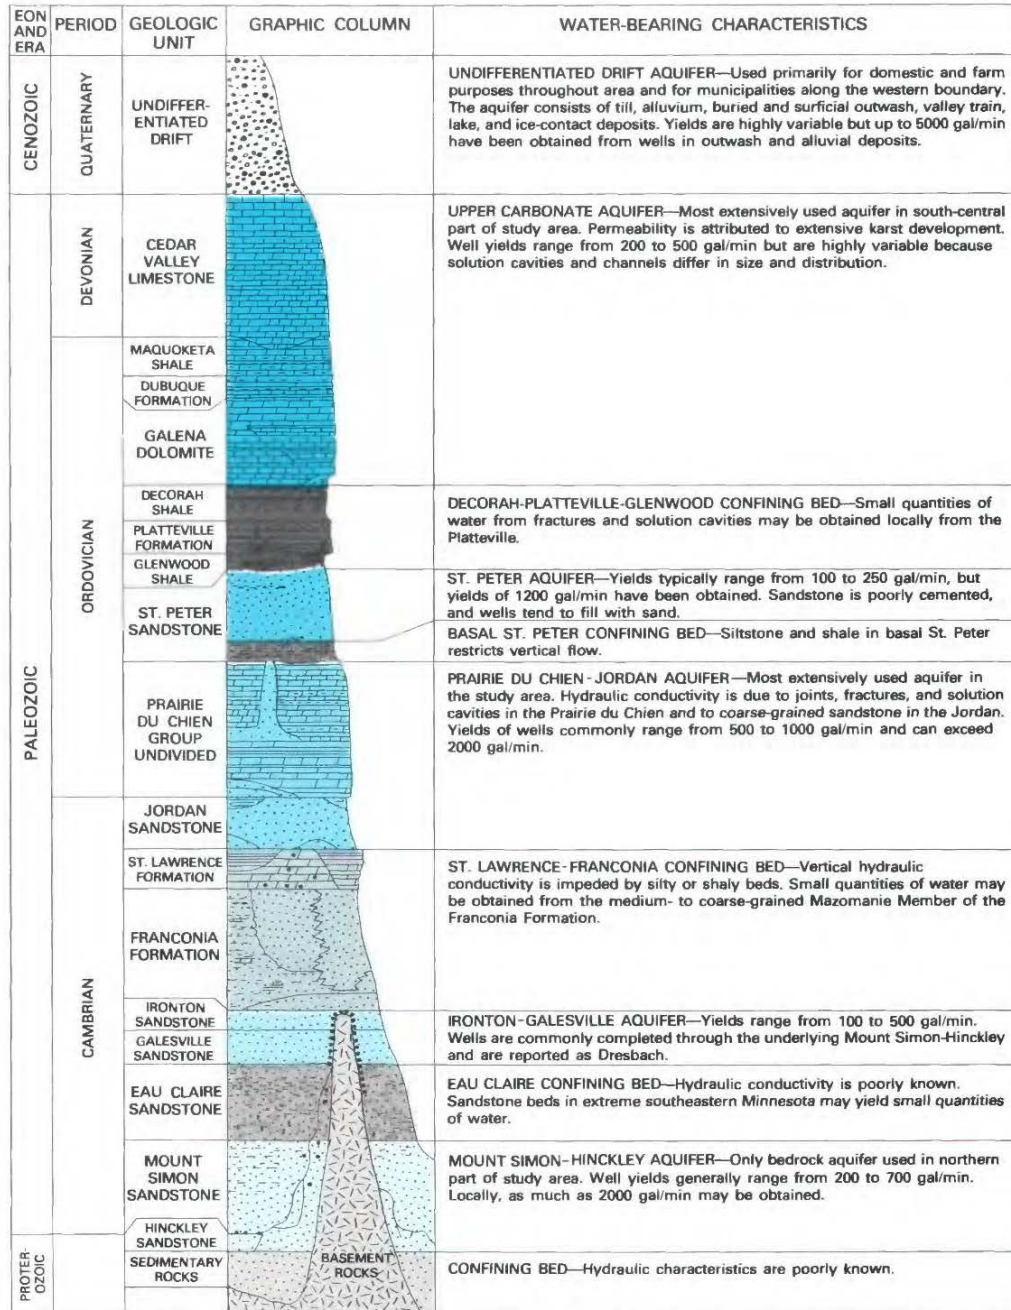 EON AND ERA
PERIOD
GEOLOGIC UNIT
GRAPHIC COLUMN
WATER-BEARING CHARACTERISTICS
CENOZOIC
QUATERNARY
UNDIFFER-
ENTIATED
DRIFT
UNDIFFERENTIATED DRIFT AQUIFER—Used primarily for domestic and farm
purposes throughout area and for municipalities along the western boundary.
The aquifer consists of till, alluvium, buried and surficial outwash, valley train,
lake, and ice-contact deposits. Yields are highly variable but up to 5000 gal/min
have been obtained from wells in outwash and alluvial deposits.
PALEOZOIC
DEVONIAN
CEDAR
VALLEY
LIMESTONE
UPPER CARBONATE AQUIFER—Most extensively used aquifer in south-central
part of study area. Permeability is attributed to extensive karst development.
Well yields range from 200 to 500 gal/min but are highly variable because
solution cavities and channels differ in size and distribution.
ORDOVICIAN
MAQUOKETA
SHALE
DUBUQUE
FORMATION
GALENA
DOLOMITE
DECORAH
SHALE
PLATTEVILLE
FORMATION
GLENWOOD
SHALE
DECORAH-PLATTEVILLE-GLENWOOD CONFINING BED—Small quantities of
water from fractures and solution cavities may be obtained locally from the
Platteville.
ST. PETER
SANDSTONE
ST. PETER AQUIFER—Yields typically range from 100 to 250 gal/min, but
yields of 1200 gal/min have been obtained. Sandstone is poorly cemented,
and wells tend to fill with sand.
BASAL ST. PETER CONFINING BED—Siltstone and shale in basal St. Peter
restricts vertical flow.
PRAIRIE
DU CHIEN
GROUP
UNDIVIDED
PRAIRIE DU CHIEN-JORDAN AQUIFER—Most extensively used aquifer in
the study area. Hydraulic conductivity is due to joints, fractures, and solution
cavities in the Prairie du Chien and to coarse-grained sandstone in the Jordan.
Yields of wells commonly range from 500 to 1000 gal/min and can exceed
2000 gal/min.
CAMBRIAN
JORDAN
SANDSTONE
ST. LAWRENCE
FORMATION
FRANCONIA
FORMATION
ST. LAWRENCE-FRANCONIA CONFINING BED—Vertical hydraulic
conductivity is impeded by silty or shaly beds. Small quantities of water may
be obtained from the medium- to coarse-grained Mazomanie Member of the
Franconia Formation.
IRONTON
SANDSTONE
GALESVILLE
SANDSTONE
IRONTON-GALESVILLE AQUIFER—Yields range from 100 to 500 gal/min.
Wells are commonly completed through the underlying Mount Simon-Hinckley
and are reported as Dresbach.
EAU CLAIRE
SANDSTONE
EAU CLAIRE CONFINING BED—Hydraulic conductivity is poorly known.
Sandstone beds in extreme southeastern Minnesota may yield small quantities
of water.
MOUNT
SIMON
SANDSTONE
HINCKLEY
SANDSTONE
MOUNT SIMON-HINCKLEY AQUIFER—Only bedrock aquifer used in northern
part of study area. Well yields generally range from 200 to 700 gal/min.
Locally, as much as 2000 gal/min may be obtained.
PROTER-
OZOIC
SEDIMENTARY
ROCKS
BASEMENT
ROCKS
CONFINING BED—Hydraulic characteristics are poorly known.